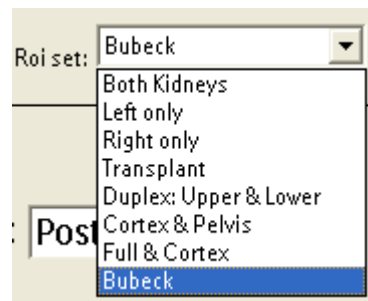 Roi set: Bubeck
Both Kidneys
Left only
Right only
Transplant
Duplex: Upper & Lower
Cortex & Pelvis
Full & Cortex
Bubeck
: Post